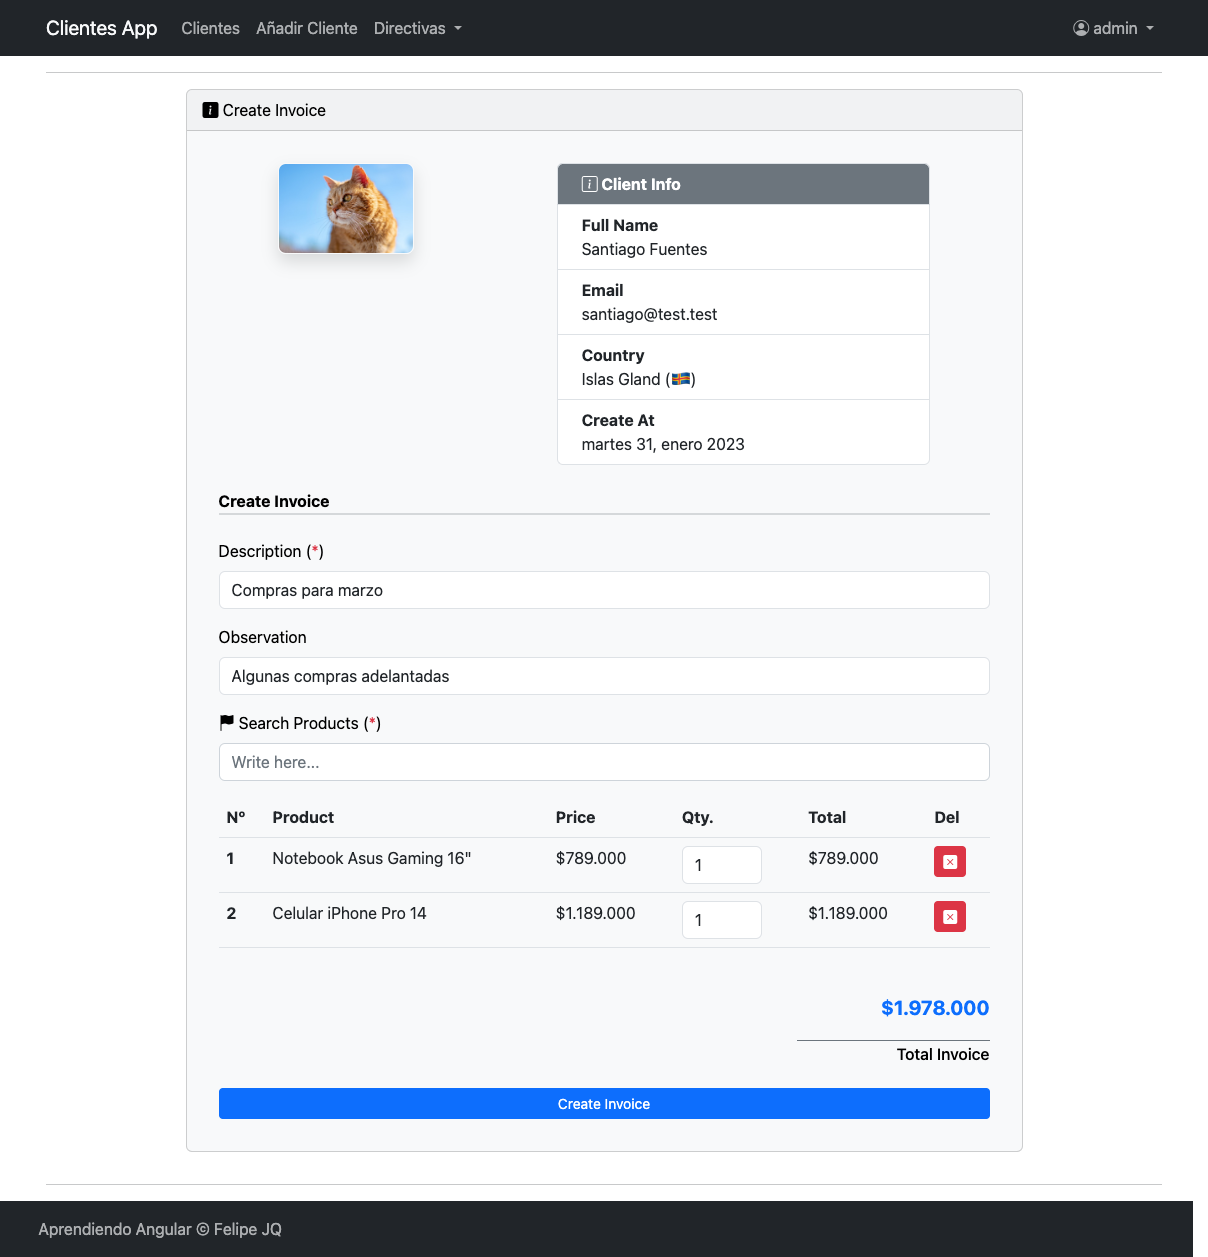 Clientes App Clientes Añadir Cliente Directivas admin
Create Invoice
Client Info
Full Name
Santiago Fuentes
Email
santiago@test.test
Country
Islas Gland (🇦🇽)
Create At
martes 31, enero 2023
Create Invoice
Description (*)
Compras para marzo
Observation
Algunas compras adelantadas
Search Products (*)
Write here...
Nº Product Price Qty. Total Del
1 Notebook Asus Gaming 16" $789.000 1 $789.000
2 Celular iPhone Pro 14 $1.189.000 1 $1.189.000
$1.978.000
Total Invoice
Create Invoice
Aprendiendo Angular © Felipe JQ